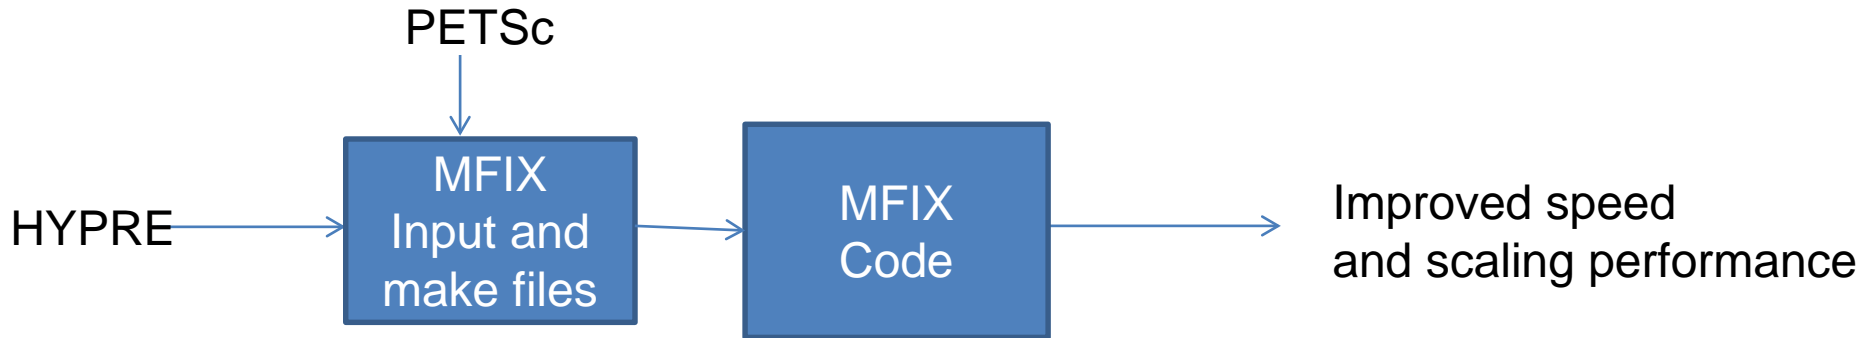 PETSc
HYPRE
MFIX
Input and
make files
MFIX
Code
Improved speed
and scaling performance